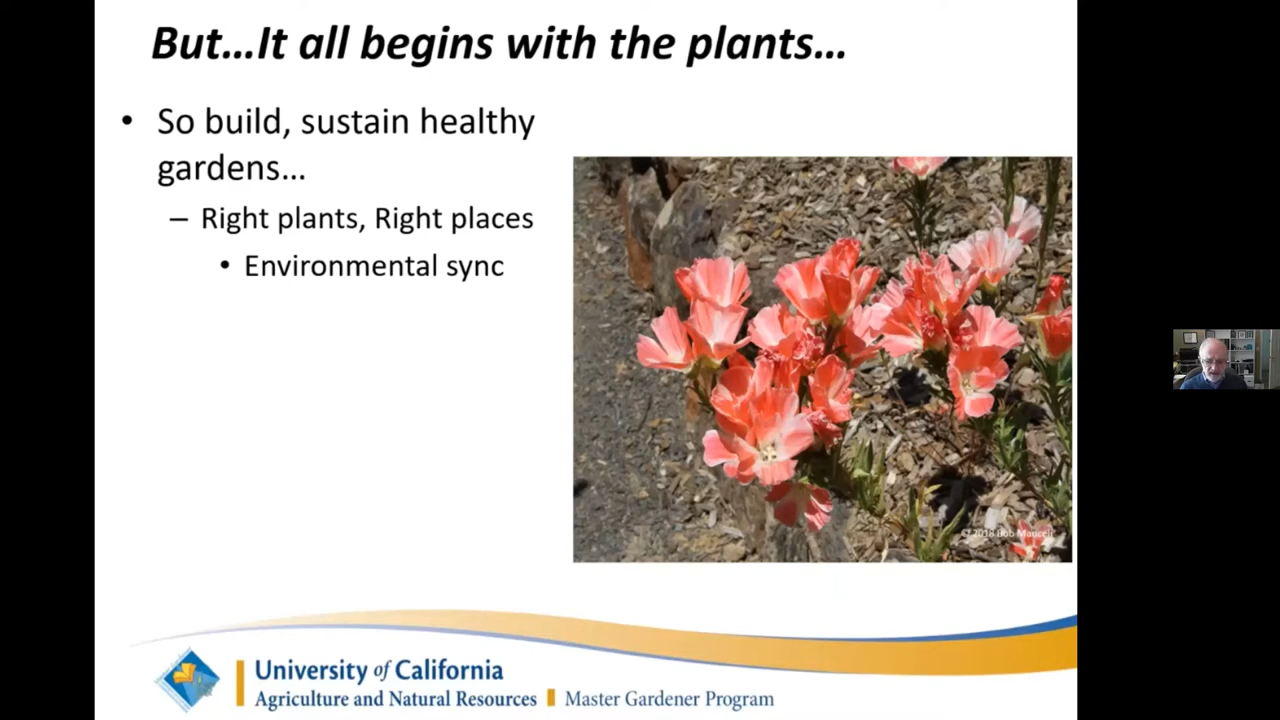 But…It all begins with the plants…
• So build, sustain healthy
gardens…
– Right plants, Right places
• Environmental sync
© 2018 Bob Mauceli
University of California
Agriculture and Natural Resources Master Gardener Program